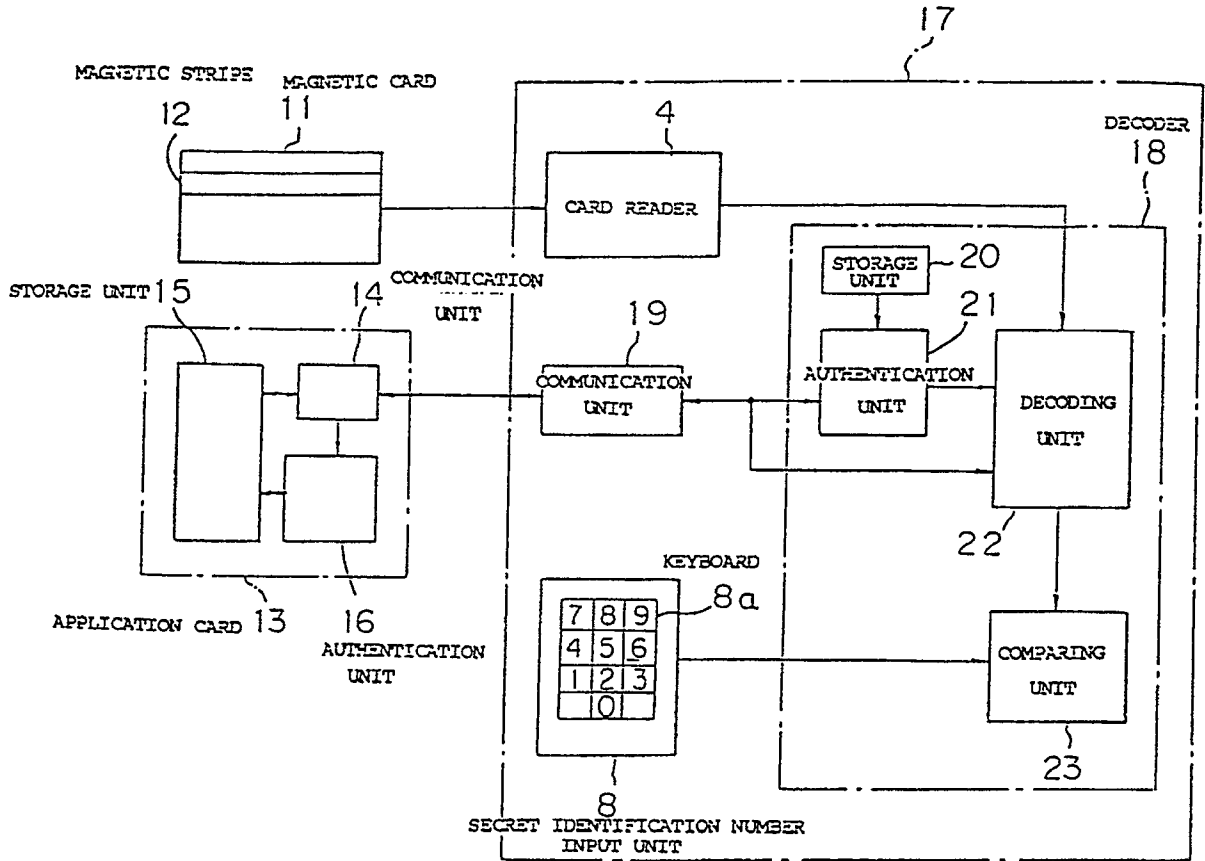 17
MAGNETIC STRIPE
MAGNETIC CARD
12
11
4
DECODER
18
CARD READER
STORAGE
UNIT
20
COMMUNICATION
UNIT
STORAGE UNIT 15
14
19
21
COMMUNICATION
UNIT
AUTHENTICATION
UNIT
DECODING
UNIT
22
KEYBOARD
8a
7 8 9
4 5 6
1 2 3
0
APPLICATION CARD 13
16
AUTHENTICATION
UNIT
COMPARING
UNIT
23
8
SECRET IDENTIFICATION NUMBER
INPUT UNIT